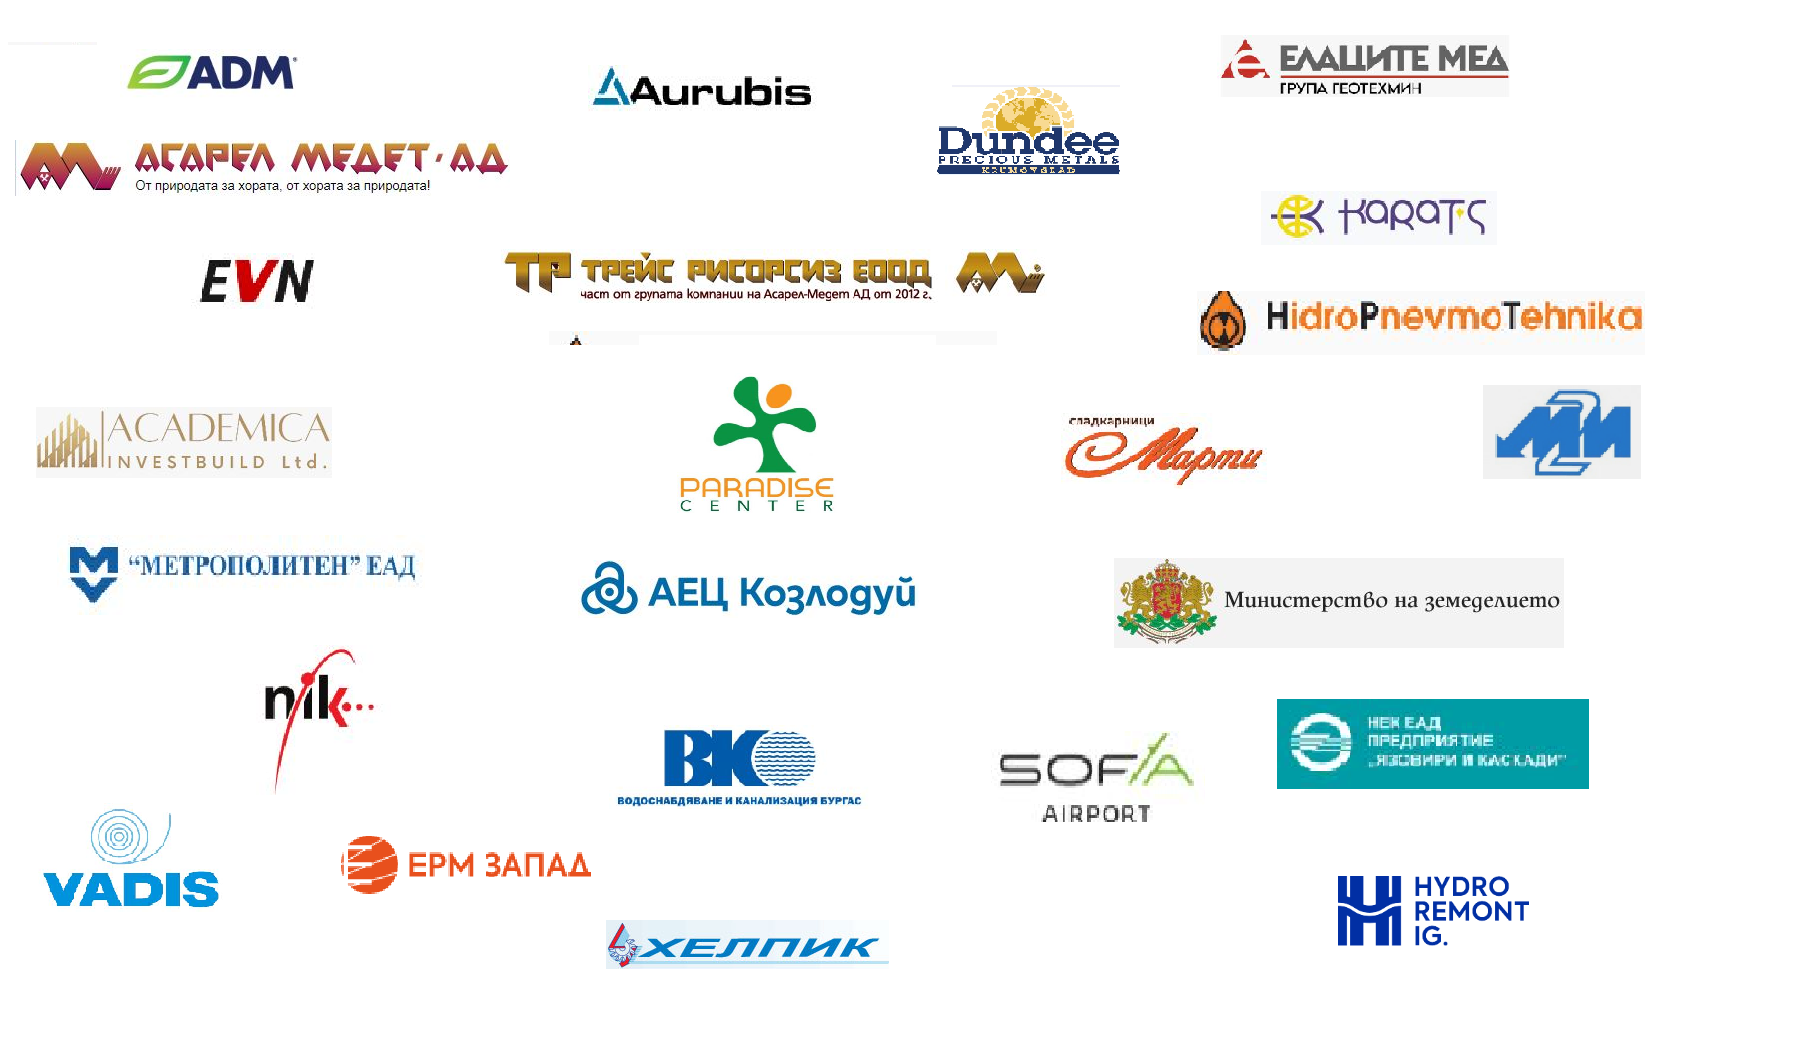 ADM
Aurubis
ЕЛАЦИТЕ МЕД
ГРУПА ГЕОТЕХМИН
Dundee
PRECIOUS METALS
KRUMOVGRAD
АСАРЕЛ МЕДЕТ - АД
От природата за хората, от хората за природата!
KARATS
EVN
ТР ТРЕЙС РИСОРСИЗ ЕООД
част от групата компании на Асарел-Медет АД от 2012 г.
HidroPnevmoTehnika
ACADEMICA
INVESTBUILD Ltd.
PARADISE
CENTER
сладкарници
Марти
"МЕТРОПОЛИТЕН" ЕАД
АЕЦ Козлодуй
Министерство на земеделието
nik
ВК
ВОДОСНАБДЯВАНЕ И КАНАЛИЗАЦИЯ БУРГАС
SOFIA
AIRPORT
НЕК ЕАД
ПРЕДПРИЯТИЕ
„ЯЗОВИРИ И КАСКАДИ"
VADIS
ЕРМ ЗАПАД
HYDRO
REMONT
IG.
ХЕЛПИК